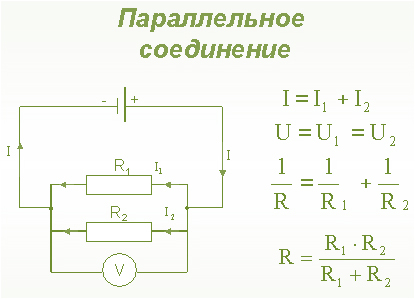 Параллельное
соединение
- +
I
I
R₁ I₁
R₂ I₂
V
I = I₁ + I₂
U = U₁ = U₂
1/R = 1/R₁ + 1/R₂
R = R₁ · R₂ / R₁ + R₂